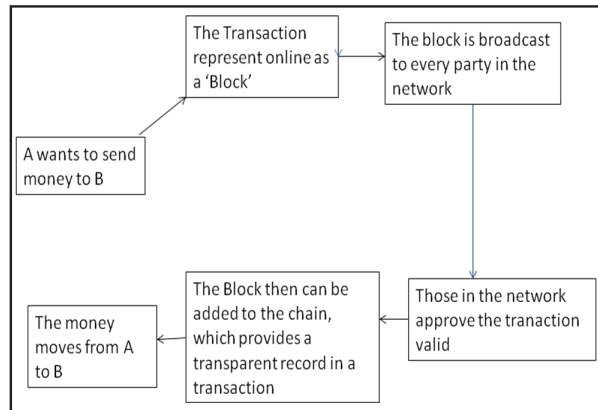 A wants to send
money to B
The Transaction
represent online as
a ‘Block’
The block is broadcast
to every party in the
network
Those in the network
approve the tranaction
valid
The Block then can be
added to the chain,
which provides a
transparent record in a
transaction
The money
moves from A
to B